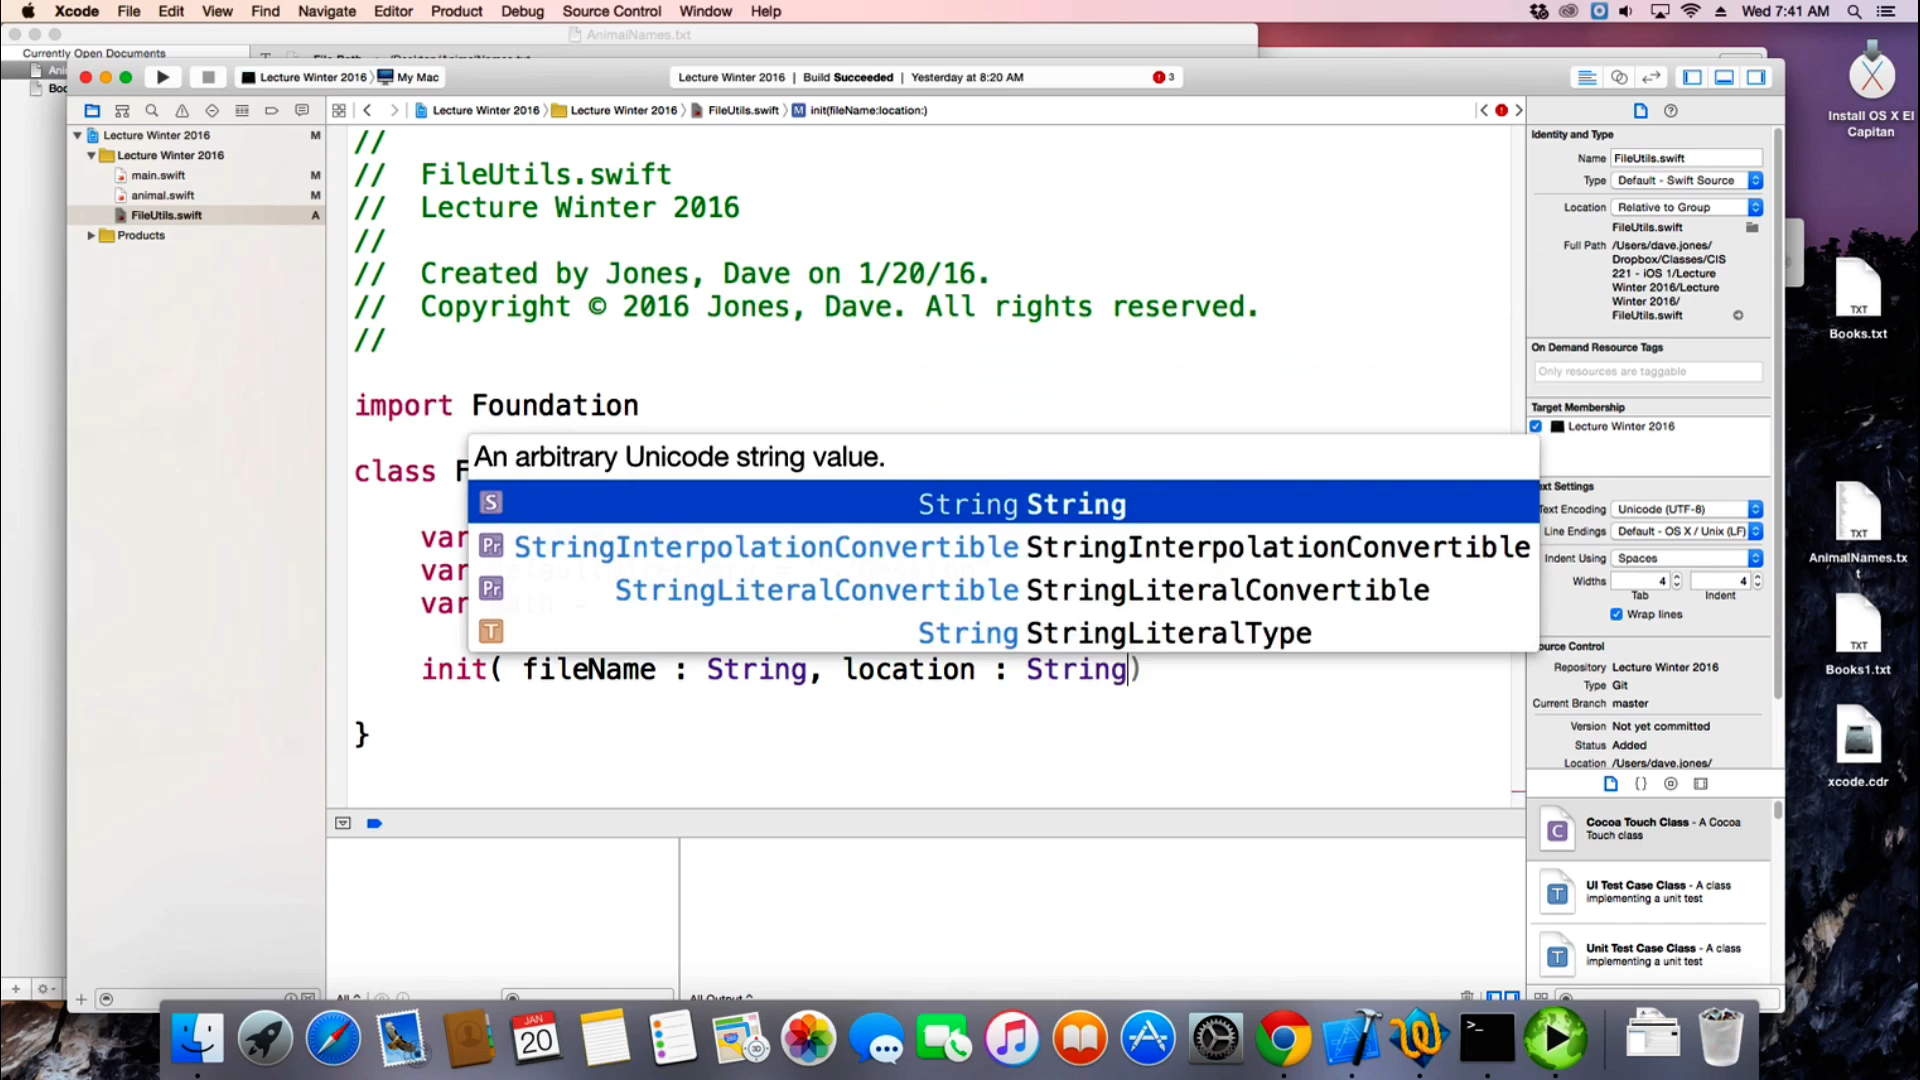 Xcode File Edit View Find Navigate Editor Product Debug Source Control Window Help
Wed 7:41 AM
AnimalNames.txt
Currently Open Documents
Lecture Winter 2016 My Mac
Lecture Winter 2016 | Build Succeeded | Yesterday at 8:20 AM
3
Lecture Winter 2016 Lecture Winter 2016 FileUtils.swift M init(fileName:location:)
Lecture Winter 2016 M
Lecture Winter 2016
main.swift M
animal.swift M
FileUtils.swift A
Products
//
// FileUtils.swift
// Lecture Winter 2016
//
// Created by Jones, Dave on 1/20/16.
// Copyright © 2016 Jones, Dave. All rights reserved.
//
import Foundation
class F
An arbitrary Unicode string value.
S String String
Pr StringInterpolationConvertible StringInterpolationConvertible
Pr StringLiteralConvertible StringLiteralConvertible
T String StringLiteralType
var
var
var
init( fileName : String, location : String)
}
Identity and Type
Name FileUtils.swift
Type Default - Swift Source
Location Relative to Group
FileUtils.swift
Full Path /Users/dave.jones/
Dropbox/Classes/CIS
221 - iOS 1/Lecture
Winter 2016/Lecture
Winter 2016/
FileUtils.swift
On Demand Resource Tags
Only resources are taggable
Target Membership
Lecture Winter 2016
ext Settings
Text Encoding Unicode (UTF-8)
Line Endings Default - OS X / Unix (LF)
Indent Using Spaces
Widths 4 4
Tab Indent
Wrap lines
Source Control
Repository Lecture Winter 2016
Type Git
Current Branch master
Version Not yet committed
Status Added
Location /Users/dave.jones/
C Cocoa Touch Class - A Cocoa
Touch class
T UI Test Case Class - A class
implementing a unit test
T Unit Test Case Class - A class
implementing a unit test
Install OS X El
Capitan
TXT
Books.txt
TXT
AnimalNames.tx
t
TXT
Books1.txt
xcode.cdr
JAN
20